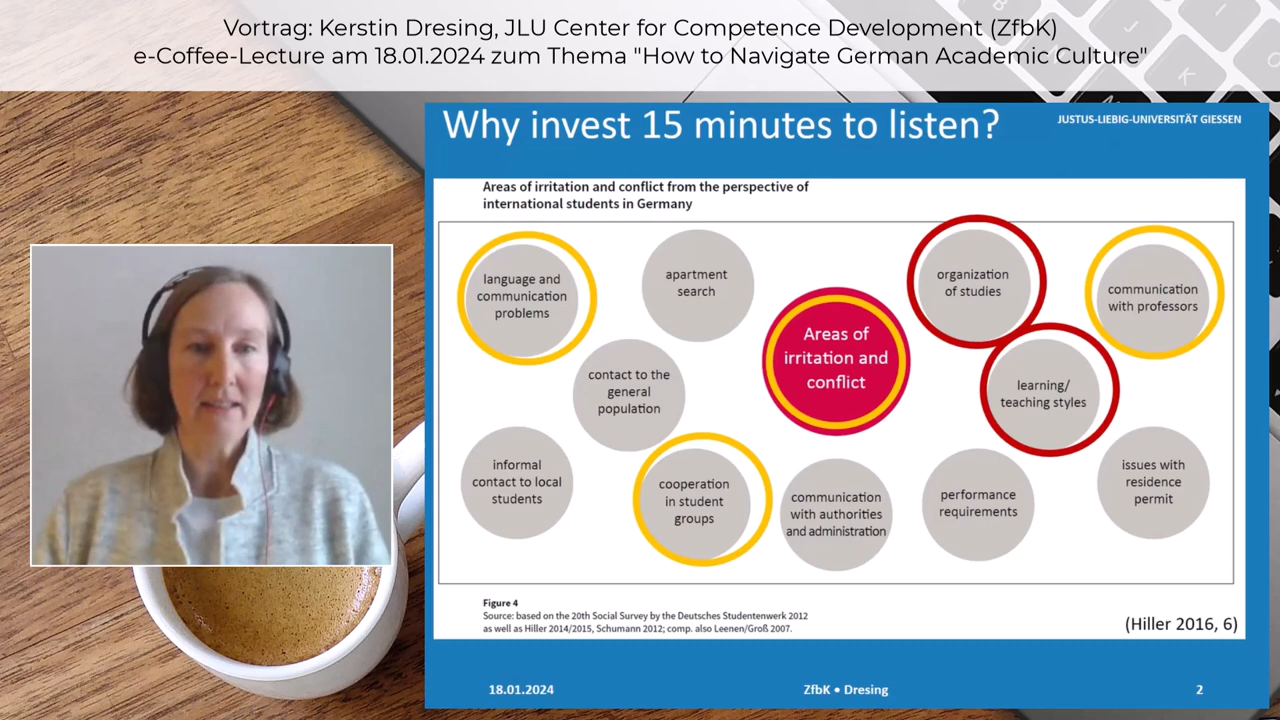 Vortrag: Kerstin Dresing, JLU Center for Competence Development (ZfbK)
e-Coffee-Lecture am 18.01.2024 zum Thema "How to Navigate German Academic Culture"
Why invest 15 minutes to listen?
JUSTUS-LIEBIG-UNIVERSITÄT GIESSEN
Areas of irritation and conflict from the perspective of
international students in Germany
language and
communication
problems
apartment
search
contact to the
general
population
informal
contact to local
students
cooperation
in student
groups
Areas of
irritation and
conflict
communication
with authorities
and administration
organization
of studies
communication
with professors
learning/
teaching styles
performance
requirements
issues with
residence
permit
Figure 4
Source: based on the 20th Social Survey by the Deutsches Studentenwerk 2012
as well as Hiller 2014/2015, Schumann 2012; comp. also Leenen/Groß 2007.
(Hiller 2016, 6)
18.01.2024
ZfbK • Dresing
2